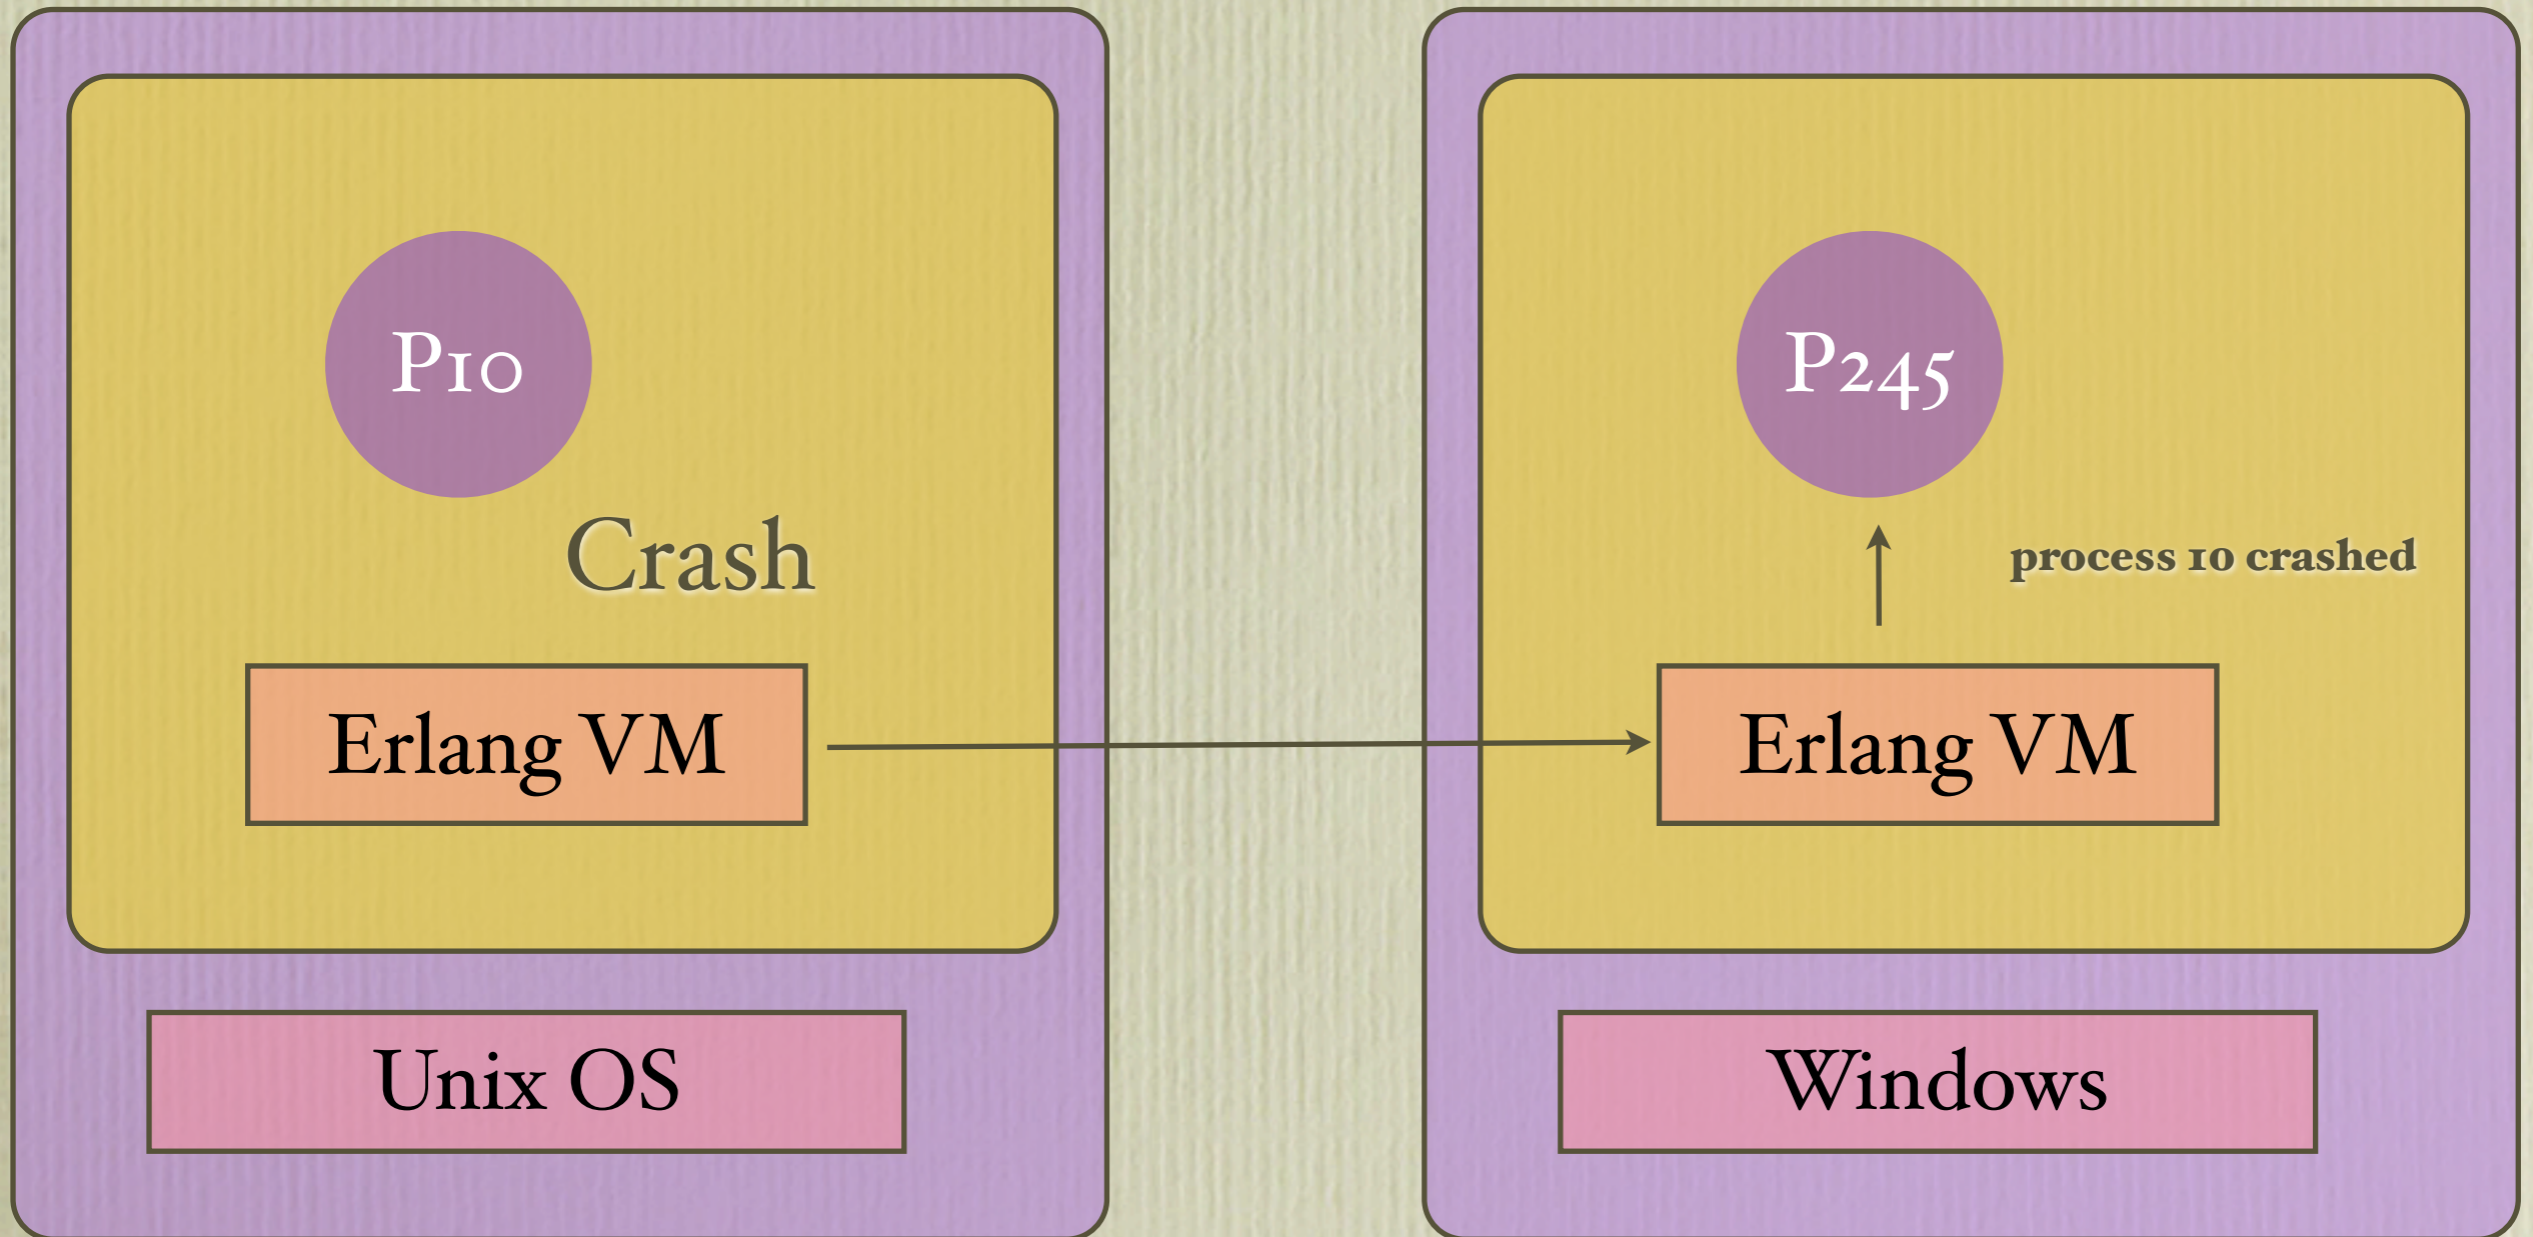 P10
Crash
Erlang VM
Unix OS
P245
process 10 crashed
Erlang VM
Windows